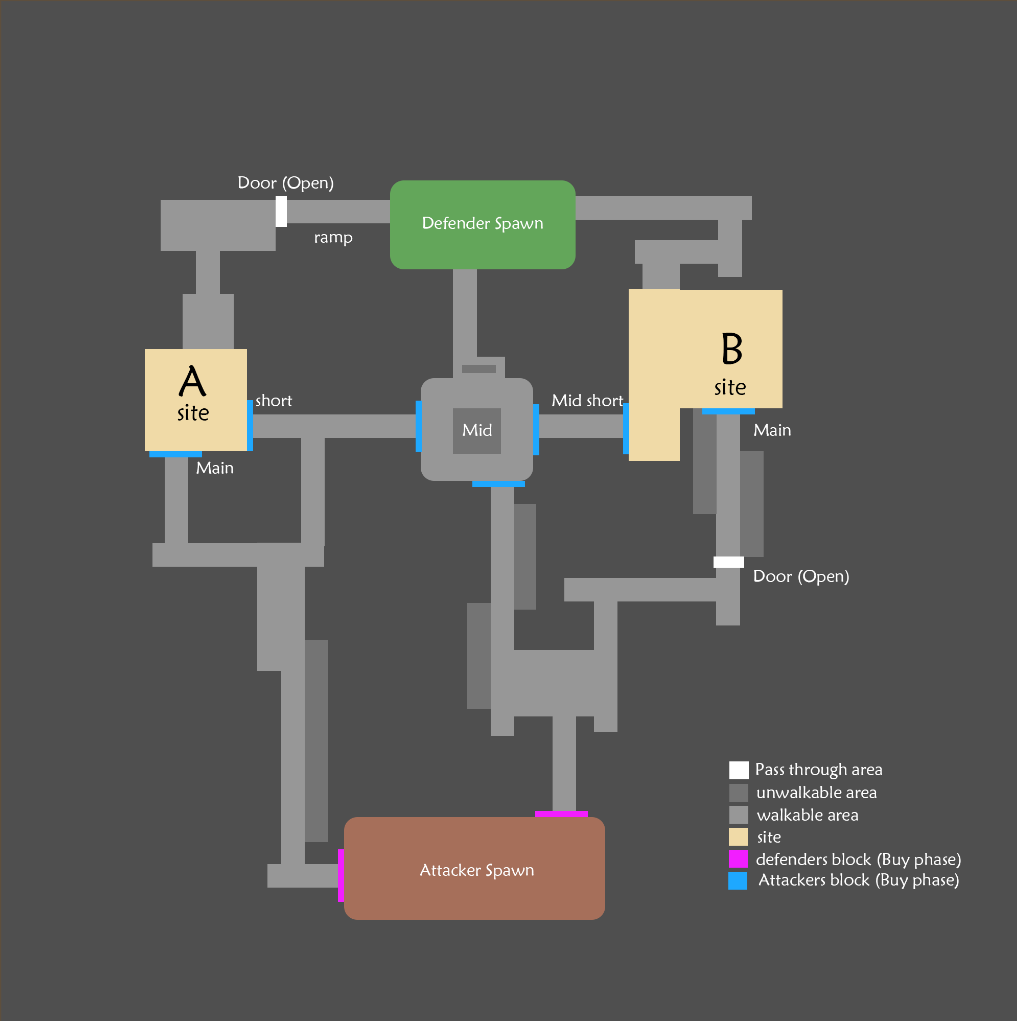 Door (Open)
Defender Spawn
ramp
A
site
short
Main
Mid
Mid short
B
site
Main
Door (Open)
Attacker Spawn
Pass through area
unwalkable area
walkable area
site
defenders block (Buy phase)
Attackers block (Buy phase)